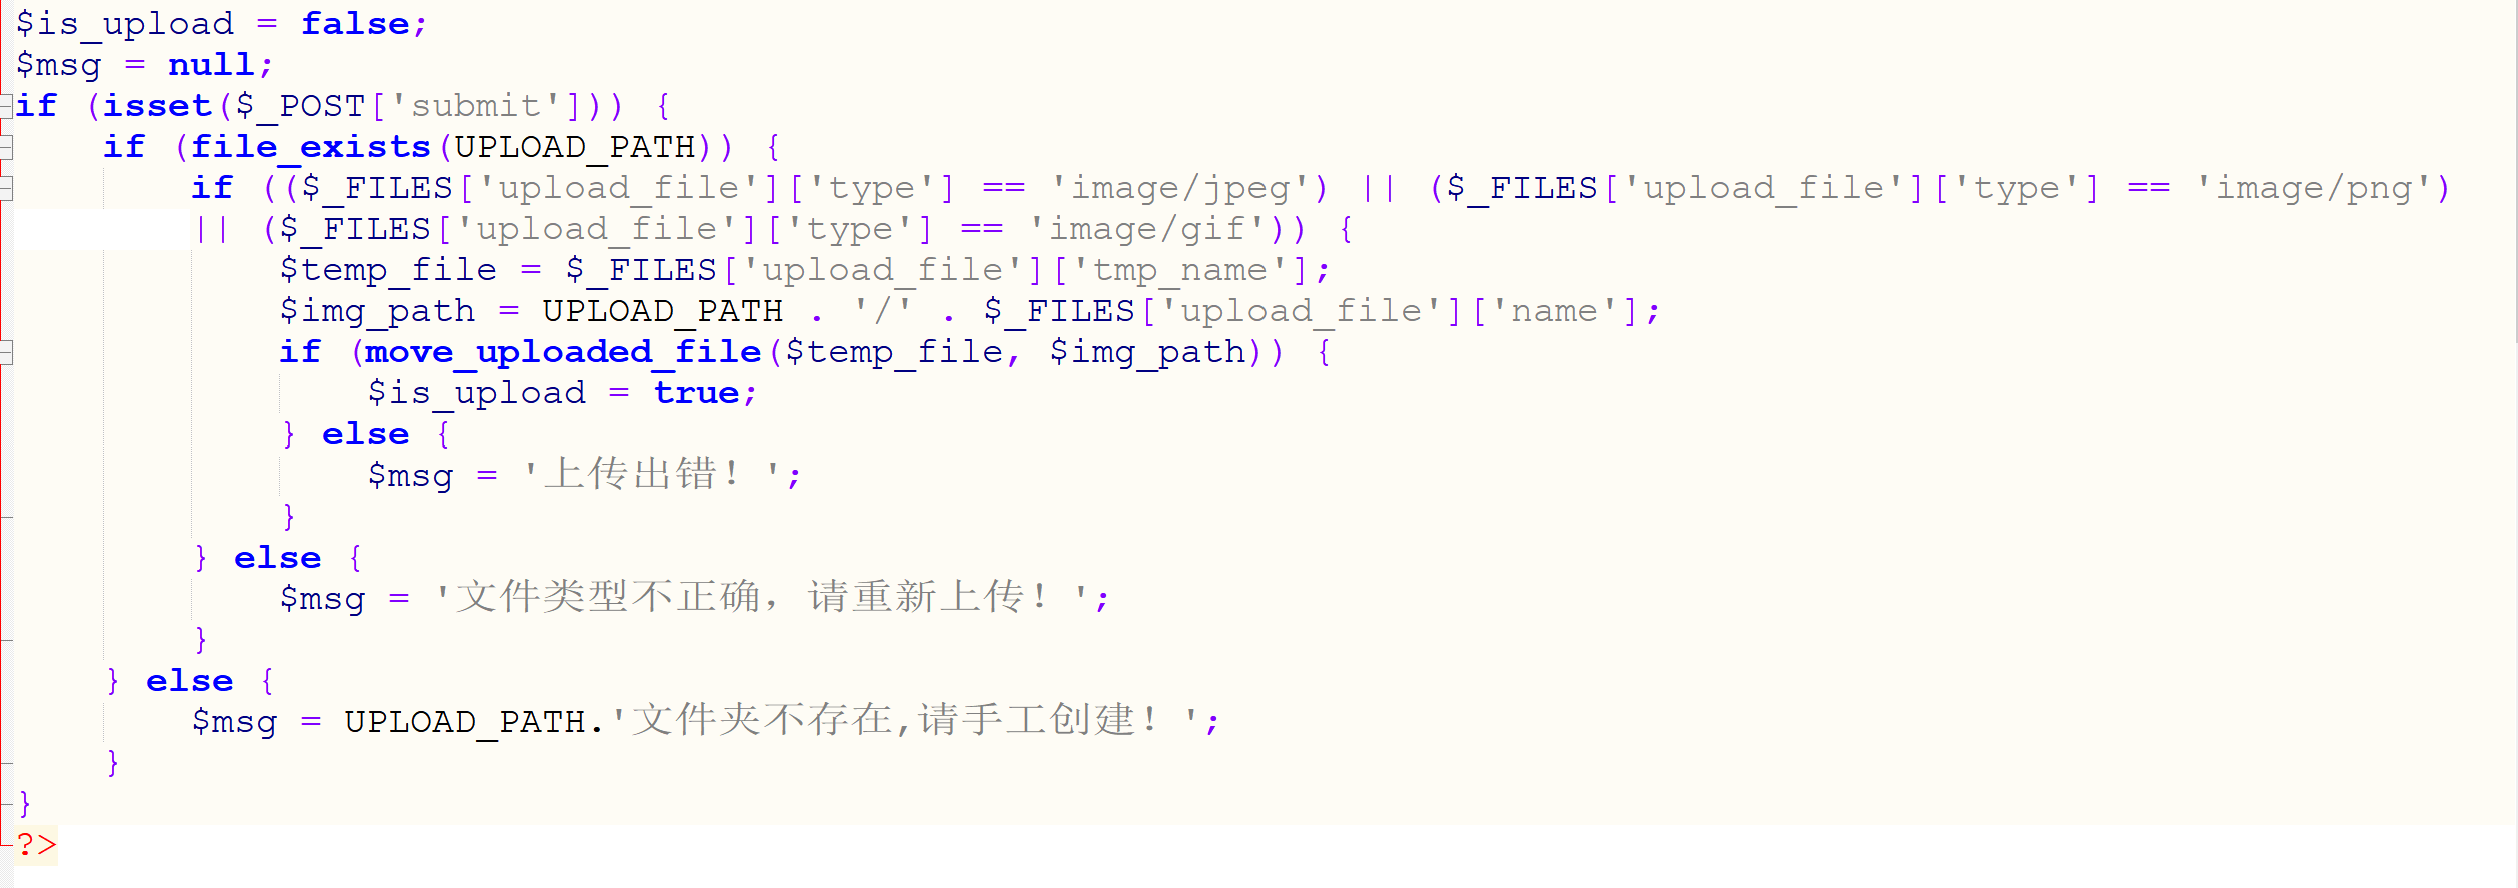 $is_upload = false;
$msg = null;
if (isset($_POST['submit'])) {
    if (file_exists(UPLOAD_PATH)) {
        if (($_FILES['upload_file']['type'] == 'image/jpeg') || ($_FILES['upload_file']['type'] == 'image/png')
        || ($_FILES['upload_file']['type'] == 'image/gif')) {
            $temp_file = $_FILES['upload_file']['tmp_name'];
            $img_path = UPLOAD_PATH . '/' . $_FILES['upload_file']['name'];
            if (move_uploaded_file($temp_file, $img_path)) {
                $is_upload = true;
            } else {
                $msg = '上传出错！';
            }
        } else {
            $msg = '文件类型不正确，请重新上传！';
        }
    } else {
        $msg = UPLOAD_PATH.'文件夹不存在,请手工创建！';
    }
}
?>